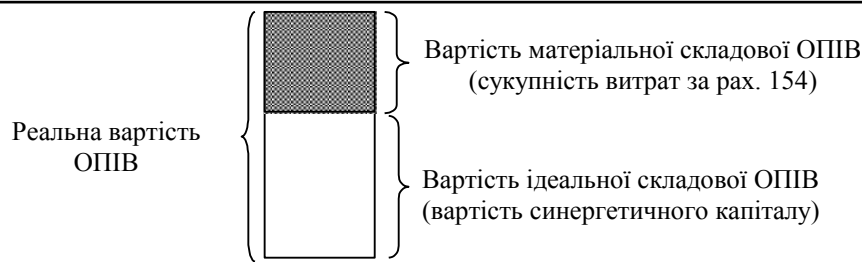 Вартість матеріальної складової ОПІВ
(сукупність витрат за рах. 154)
Реальна вартість
ОПІВ
Вартість ідеальної складової ОПІВ
(вартість синергетичного капіталу)